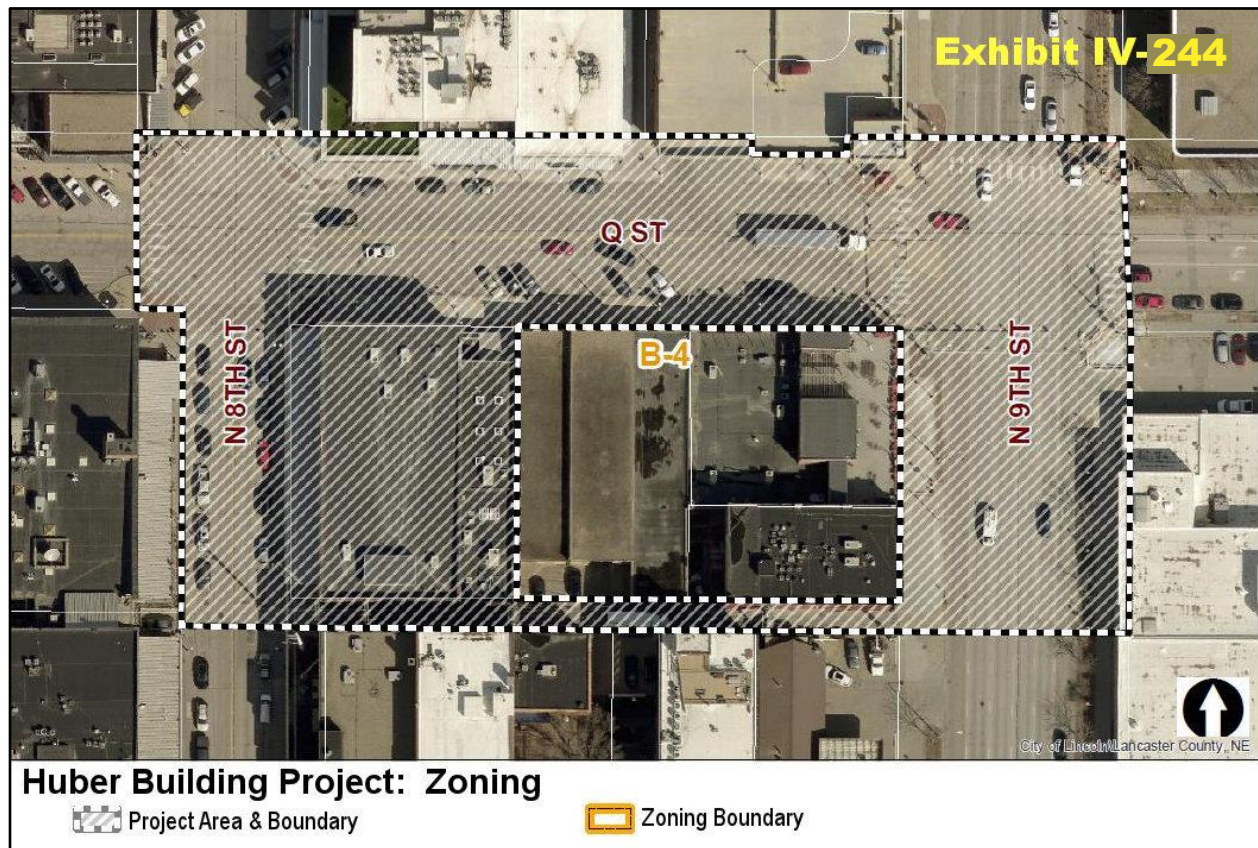 Exhibit IV-244
Q ST
N 8TH ST
B-4
N 9TH ST
City of Lincoln\Lancaster County, NE
Huber Building Project: Zoning
Project Area & Boundary
Zoning Boundary